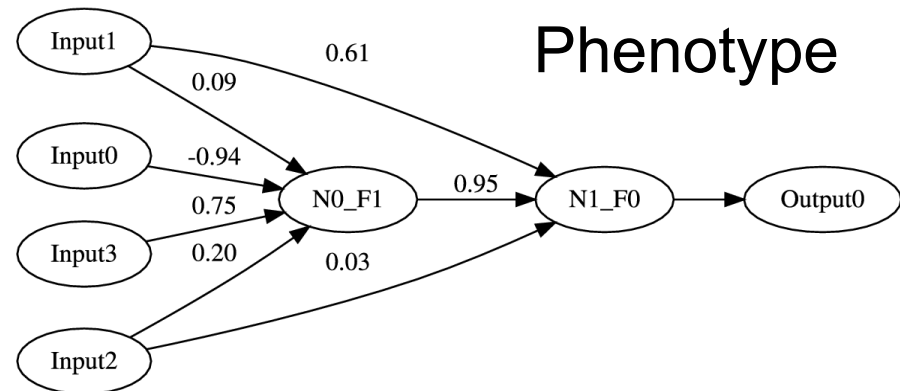 Phenotype
Input1
0.61
0.09
Input0
-0.94
0.75
N0_F1
0.95
N1_F0
Output0
Input3
0.20
0.03
Input2